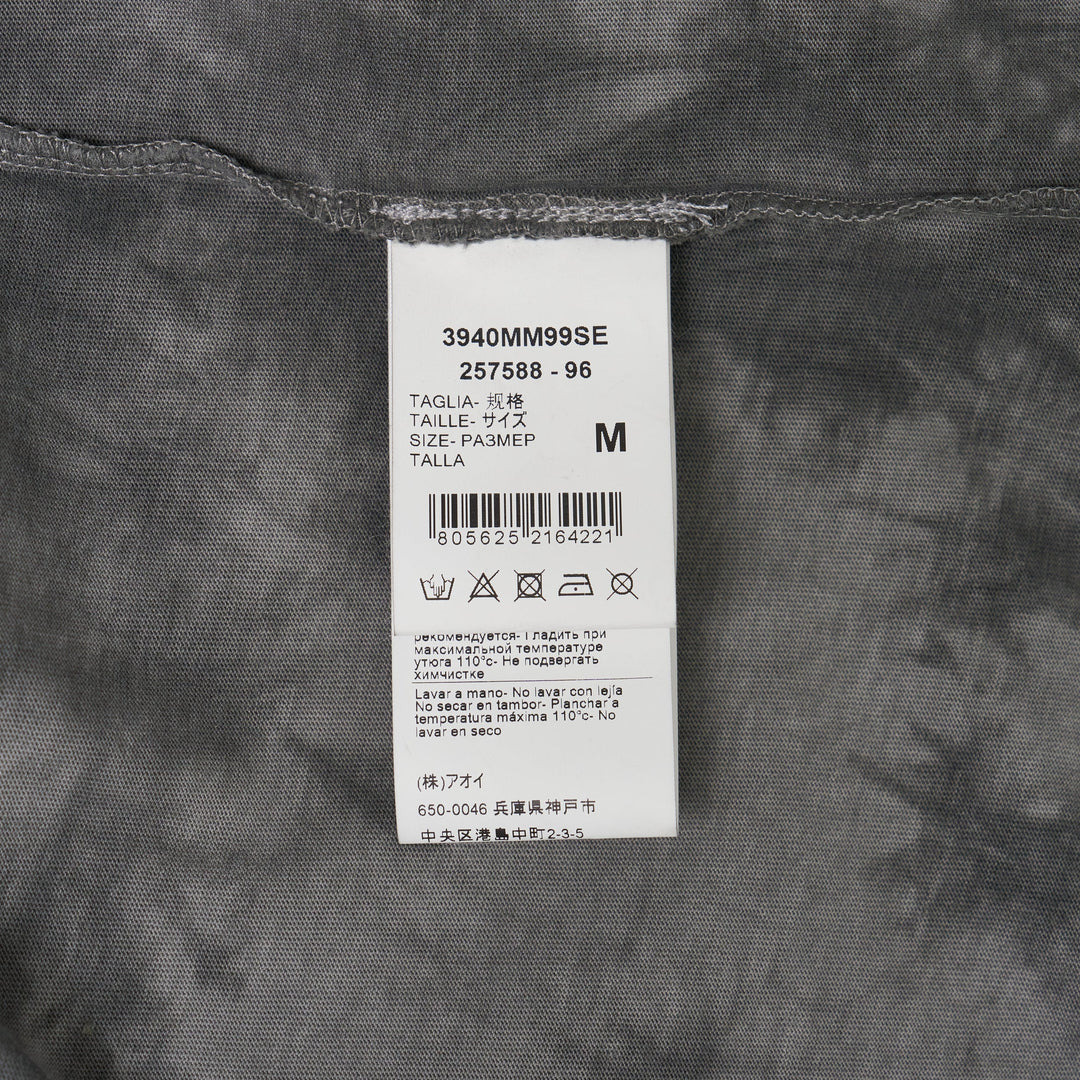 3940MM99SE
257588 - 96
TAGLIA- 规格
TAILLE- サイズ
SIZE- РАЗМЕР
TALLA
M
805625 2164221
рекомендуется- Гладить при
максимальной температуре
утюга 110°c- Не подвергать
химчистке
Lavar a mano- No lavar con lejía
No secar en tambor- Planchar a
temperatura máxima 110°c- No
lavar en seco
(株)アオイ
650-0046 兵庫県神戸市
中央区港島中町2-3-5